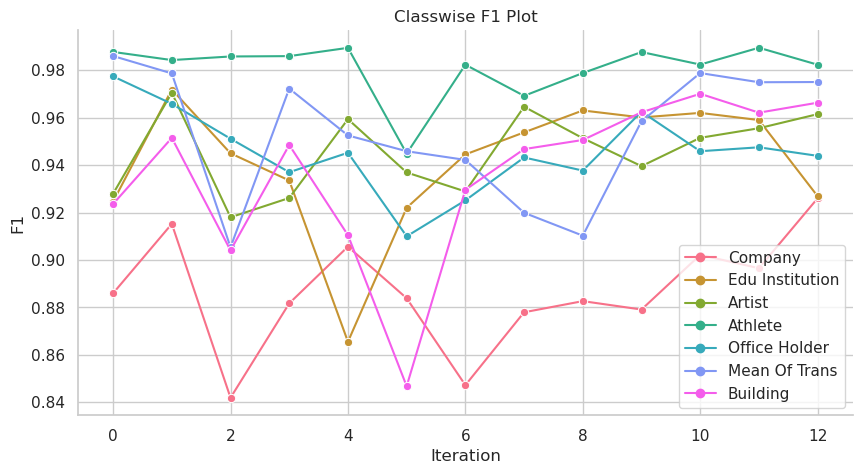 Classwise F1 Plot
F1
0.98
0.96
0.94
0.92
0.90
0.88
0.86
0.84
0 2 4 6 8 10 12
Iteration
Company
Edu Institution
Artist
Athlete
Office Holder
Mean Of Trans
Building